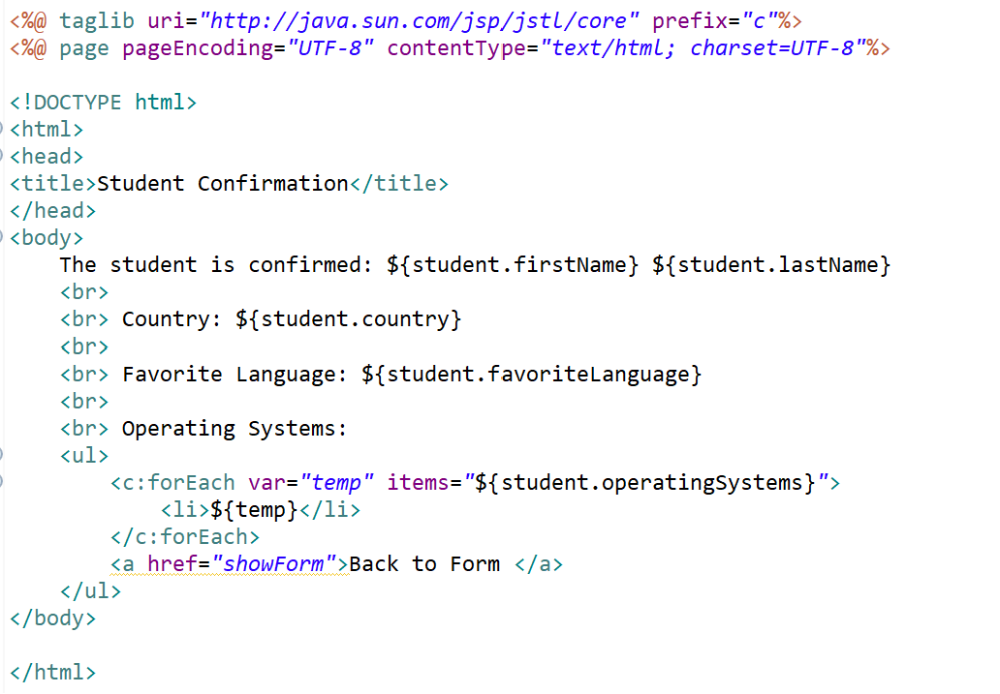 <%@ taglib uri="http://java.sun.com/jsp/jstl/core" prefix="c"%>
<%@ page pageEncoding="UTF-8" contentType="text/html; charset=UTF-8"%>

<!DOCTYPE html>
<html>
<head>
<title>Student Confirmation</title>
</head>
<body>
    The student is confirmed: ${student.firstName} ${student.lastName}
    <br>
    <br> Country: ${student.country}
    <br>
    <br> Favorite Language: ${student.favoriteLanguage}
    <br>
    <br> Operating Systems:
    <ul>
        <c:forEach var="temp" items="${student.operatingSystems}">
            <li>${temp}</li>
        </c:forEach>
        <a href="showForm">Back to Form </a>
    </ul>
</body>

</html>